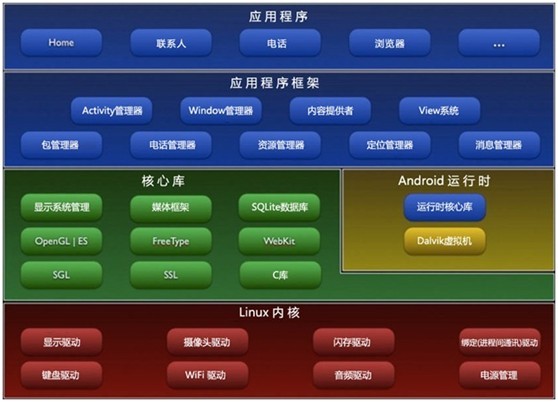 应用程序
Home 联系人 电话 浏览器 ...
应用程序框架
Activity管理器 Window管理器 内容提供者 View系统
包管理器 电话管理器 资源管理器 定位管理器 消息管理器
核心库
显示系统管理 媒体框架 SQLite数据库
OpenGL | ES FreeType WebKit
SGL SSL C库
Android 运行时
运行时核心库
Dalvik虚拟机
Linux 内核
显示驱动 摄像头驱动 闪存驱动 绑定(进程间通讯)驱动
键盘驱动 WiFi 驱动 音频驱动 电源管理